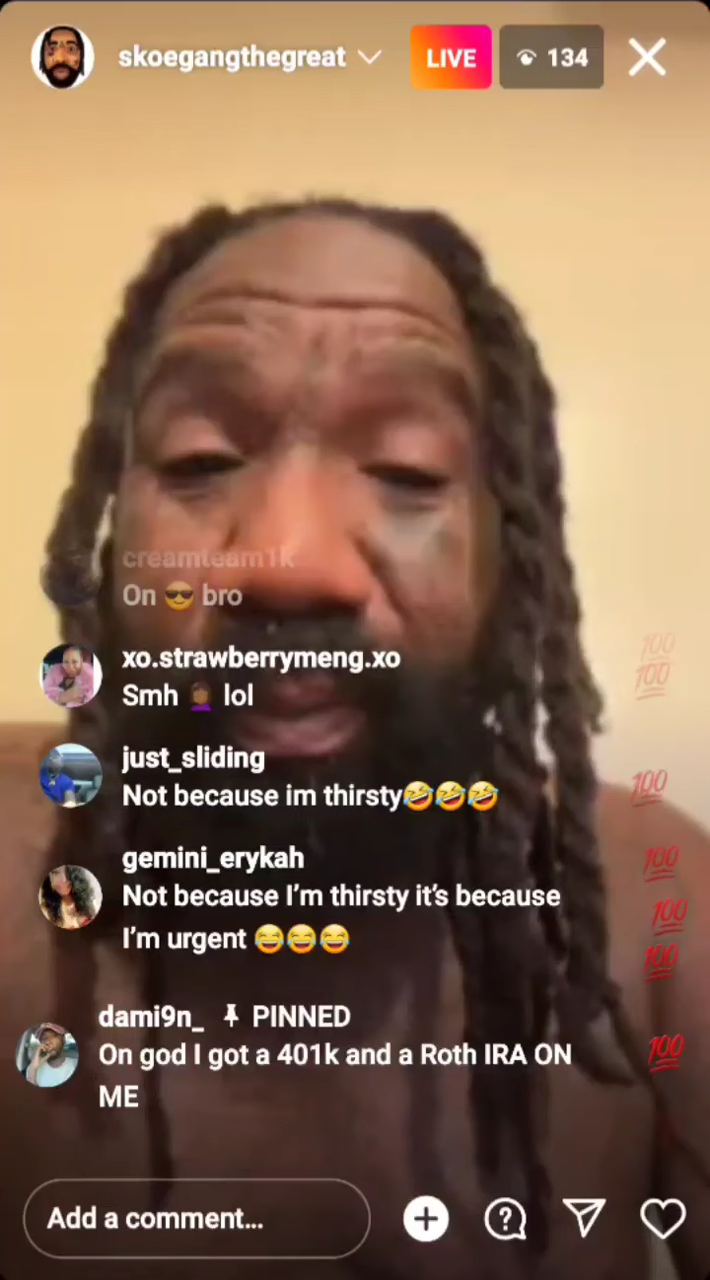 skoegangthegreat LIVE 134
creamteam1k
On 😎 bro
xo.strawberrymeng.xo
Smh 🤦🏾‍♀️ lol
just_sliding
Not because im thirsty🤣🤣🤣
gemini_erykah
Not because I’m thirsty it’s because
I’m urgent 😂😂😂
dami9n_ 📌 PINNED
On god I got a 401k and a Roth IRA ON
ME
Add a comment...
💯
💯
💯
💯
💯
💯
💯